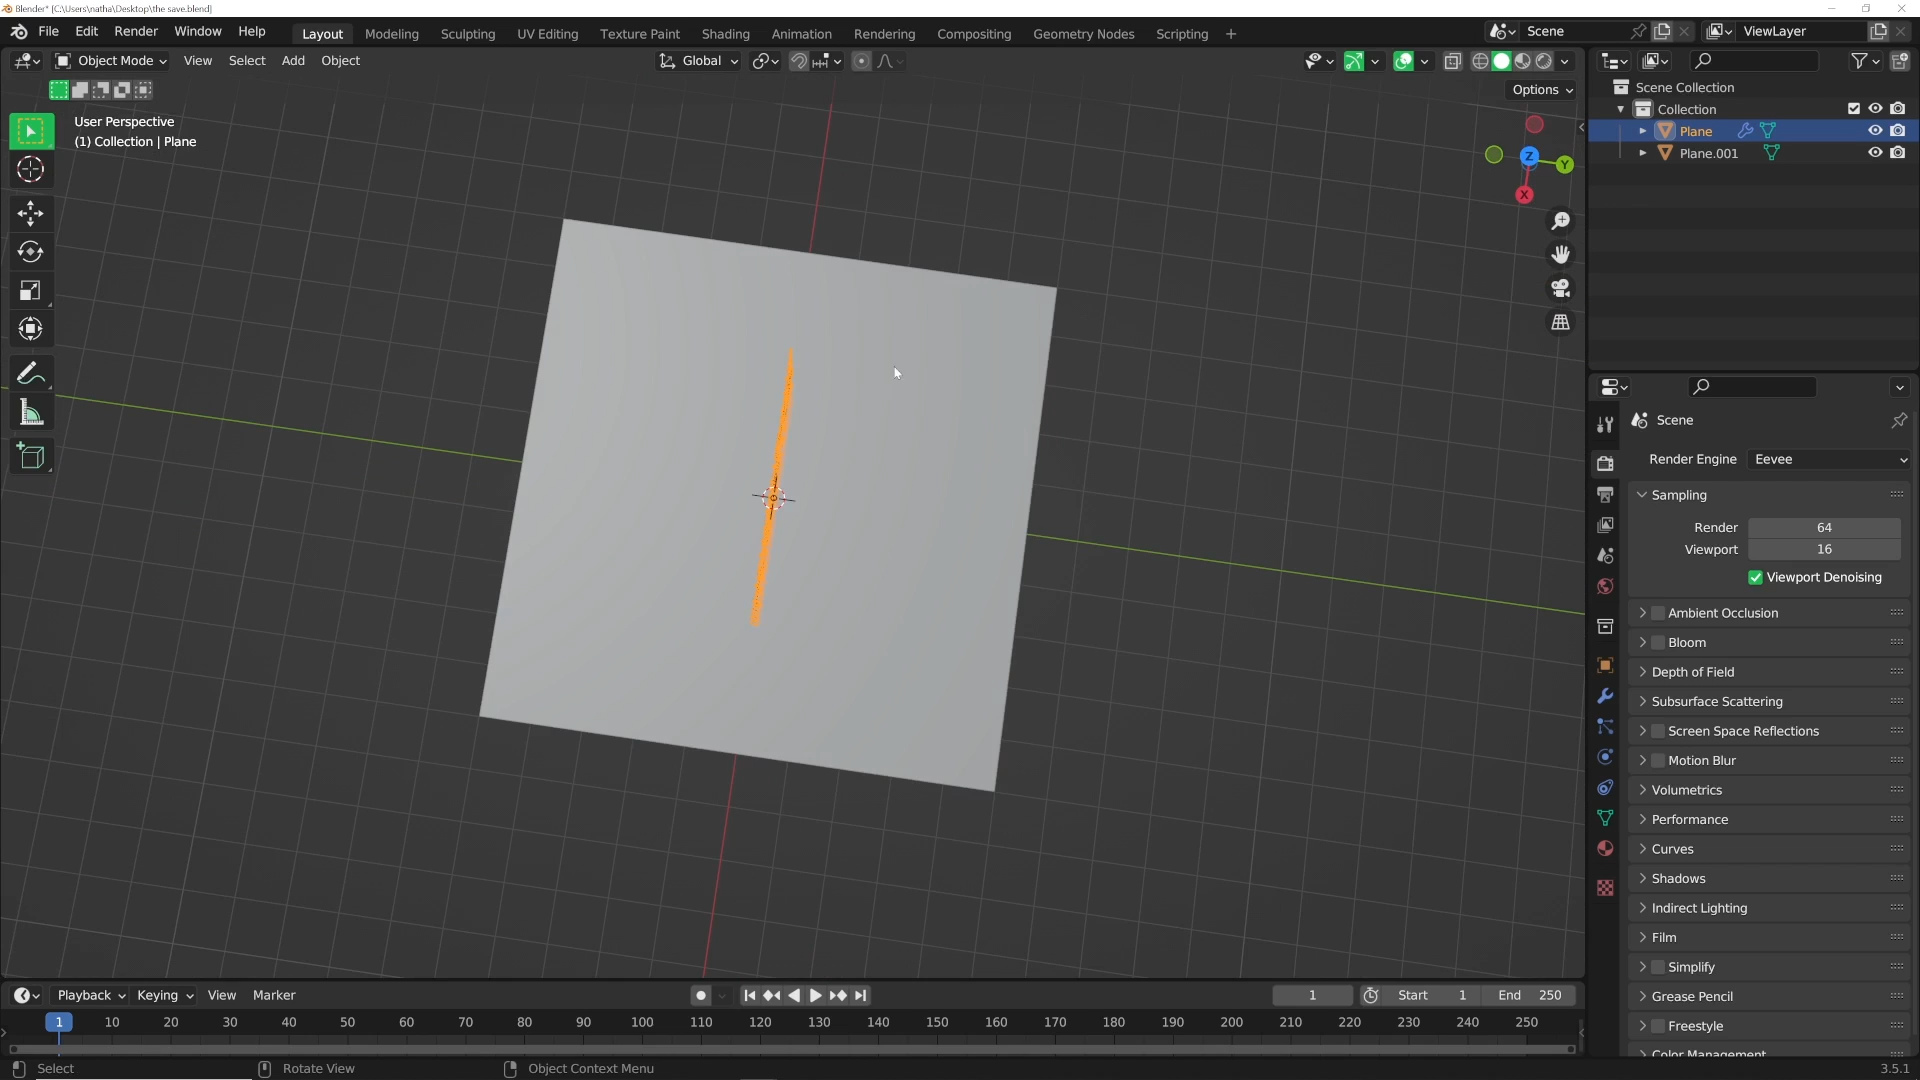 Blender* [C:\Users\natha\Desktop\the save.blend]
File Edit Render Window Help Layout Modeling Sculpting UV Editing Texture Paint Shading Animation Rendering Compositing Geometry Nodes Scripting + Scene ViewLayer
Object Mode View Select Add Object Global
Options
User Perspective
(1) Collection | Plane
Z
Y
X
Scene Collection
Collection
Plane
Plane.001
Scene
Render Engine Eevee
Sampling
Render 64
Viewport 16
Viewport Denoising
Ambient Occlusion
Bloom
Depth of Field
Subsurface Scattering
Screen Space Reflections
Motion Blur
Volumetrics
Performance
Curves
Shadows
Indirect Lighting
Film
Simplify
Grease Pencil
Freestyle
Color Management
Playback Keying View Marker 1 Start 1 End 250
1 10 20 30 40 50 60 70 80 90 100 110 120 130 140 150 160 170 180 190 200 210 220 230 240 250
Select Rotate View Object Context Menu 3.5.1